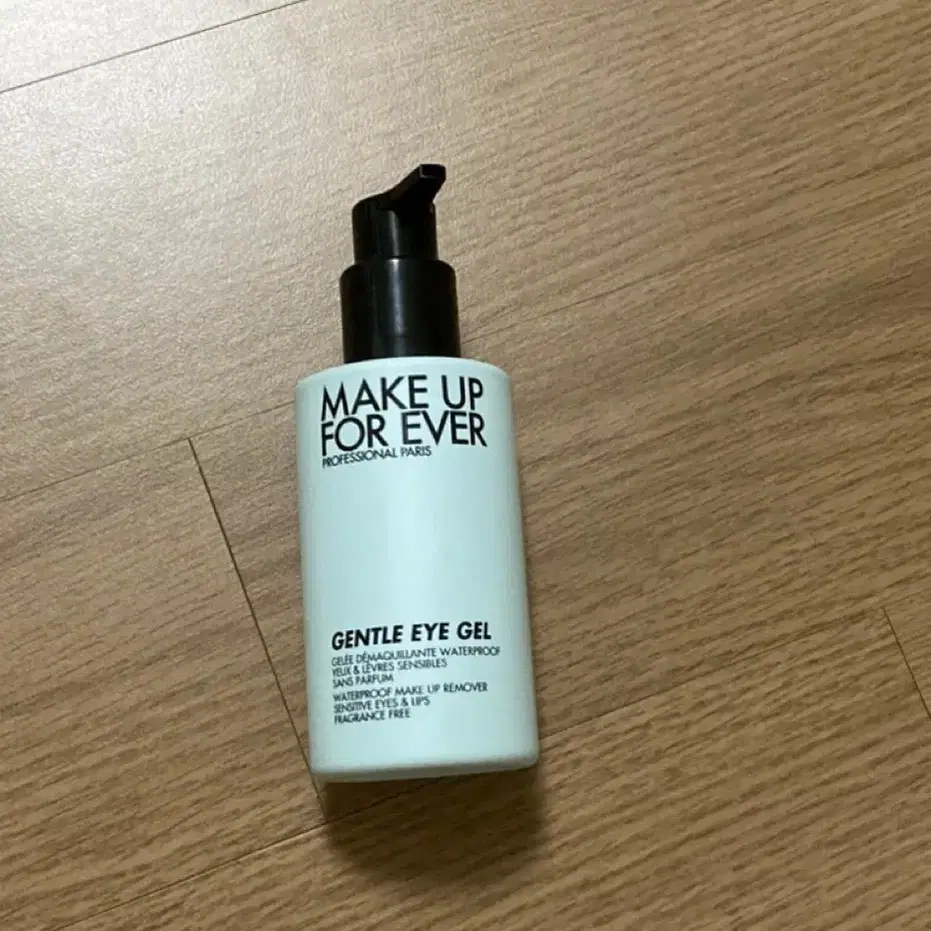 MAKE UP
FOR EVER
PROFESSIONAL PARIS
GENTLE EYE GEL
GELÉE DÉMAQUILLANTE WATERPROOF
YEUX & LÈVRES SENSIBLES
SANS PARFUM
WATERPROOF MAKE UP REMOVER
SENSITIVE EYES & LIPS
FRAGRANCE FREE